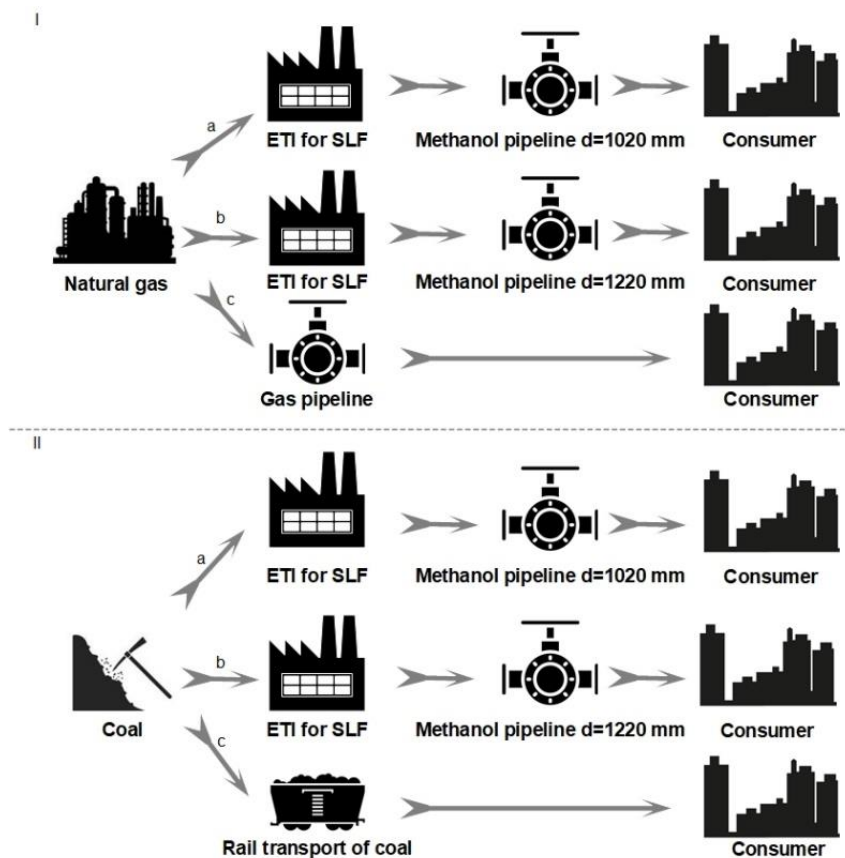 I
a
ETI for SLF
Methanol pipeline d=1020 mm
Consumer
Natural gas
b
ETI for SLF
Methanol pipeline d=1220 mm
Consumer
c
Gas pipeline
Consumer
II
a
ETI for SLF
Methanol pipeline d=1020 mm
Consumer
Coal
b
ETI for SLF
Methanol pipeline d=1220 mm
Consumer
c
Rail transport of coal
Consumer